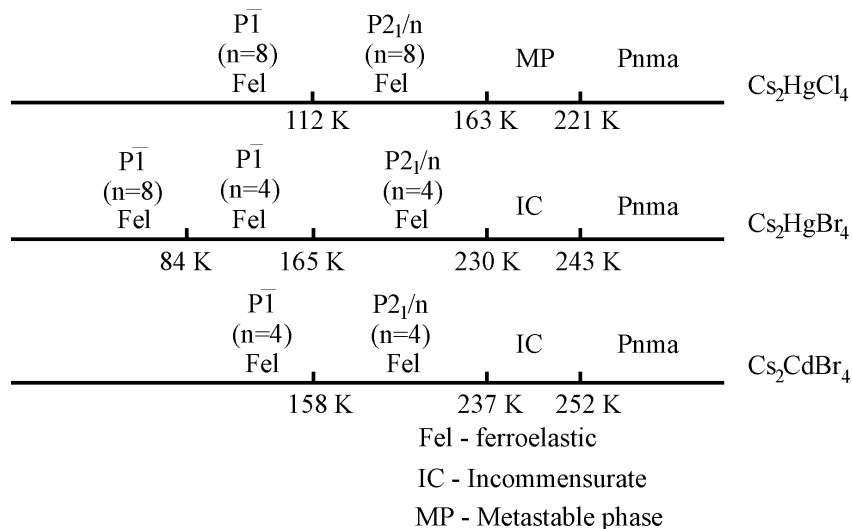 P1̅ P2₁/n
(n=8) (n=8) MP Pnma
Fel Fel Cs₂HgCl₄
112 K 163 K 221 K
P1̅ P1̅ P2₁/n
(n=8) (n=4) (n=4) IC Pnma
Fel Fel Fel Cs₂HgBr₄
84 K 165 K 230 K 243 K
P1̅ P2₁/n
(n=4) (n=4) IC Pnma
Fel Fel Cs₂CdBr₄
158 K 237 K 252 K
Fel - ferroelastic
IC - Incommensurate
MP - Metastable phase